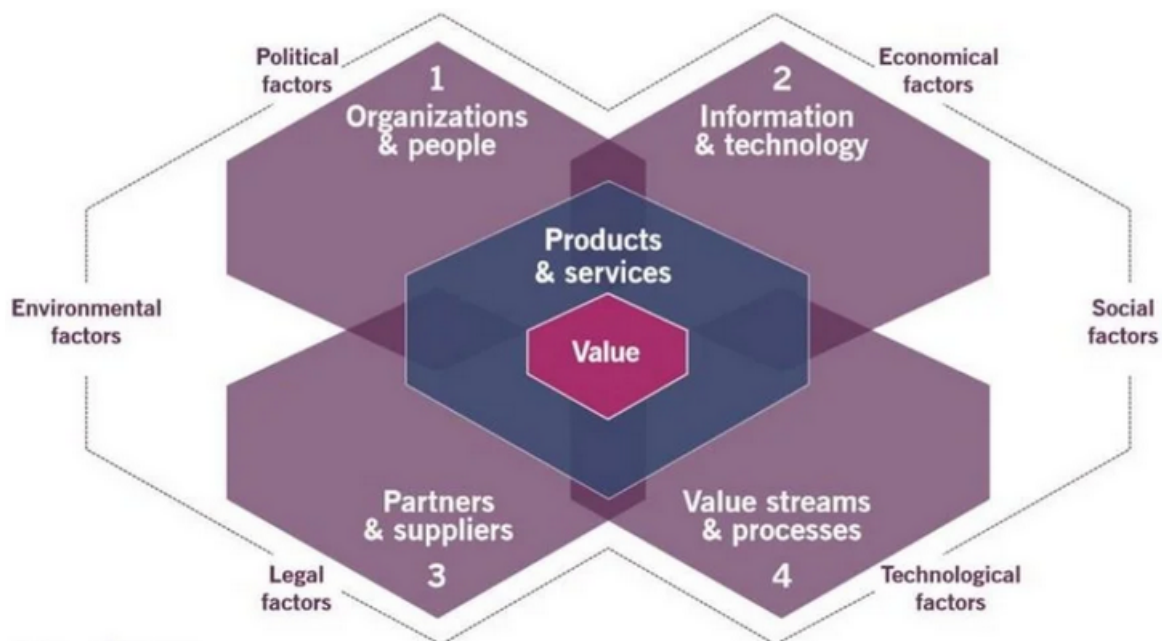 Political
factors
Economical
factors
1
Organizations
& people
2
Information
& technology
Products
& services
Environmental
factors
Value
Social
factors
Partners
& suppliers
3
Value streams
& processes
4
Legal
factors
Technological
factors